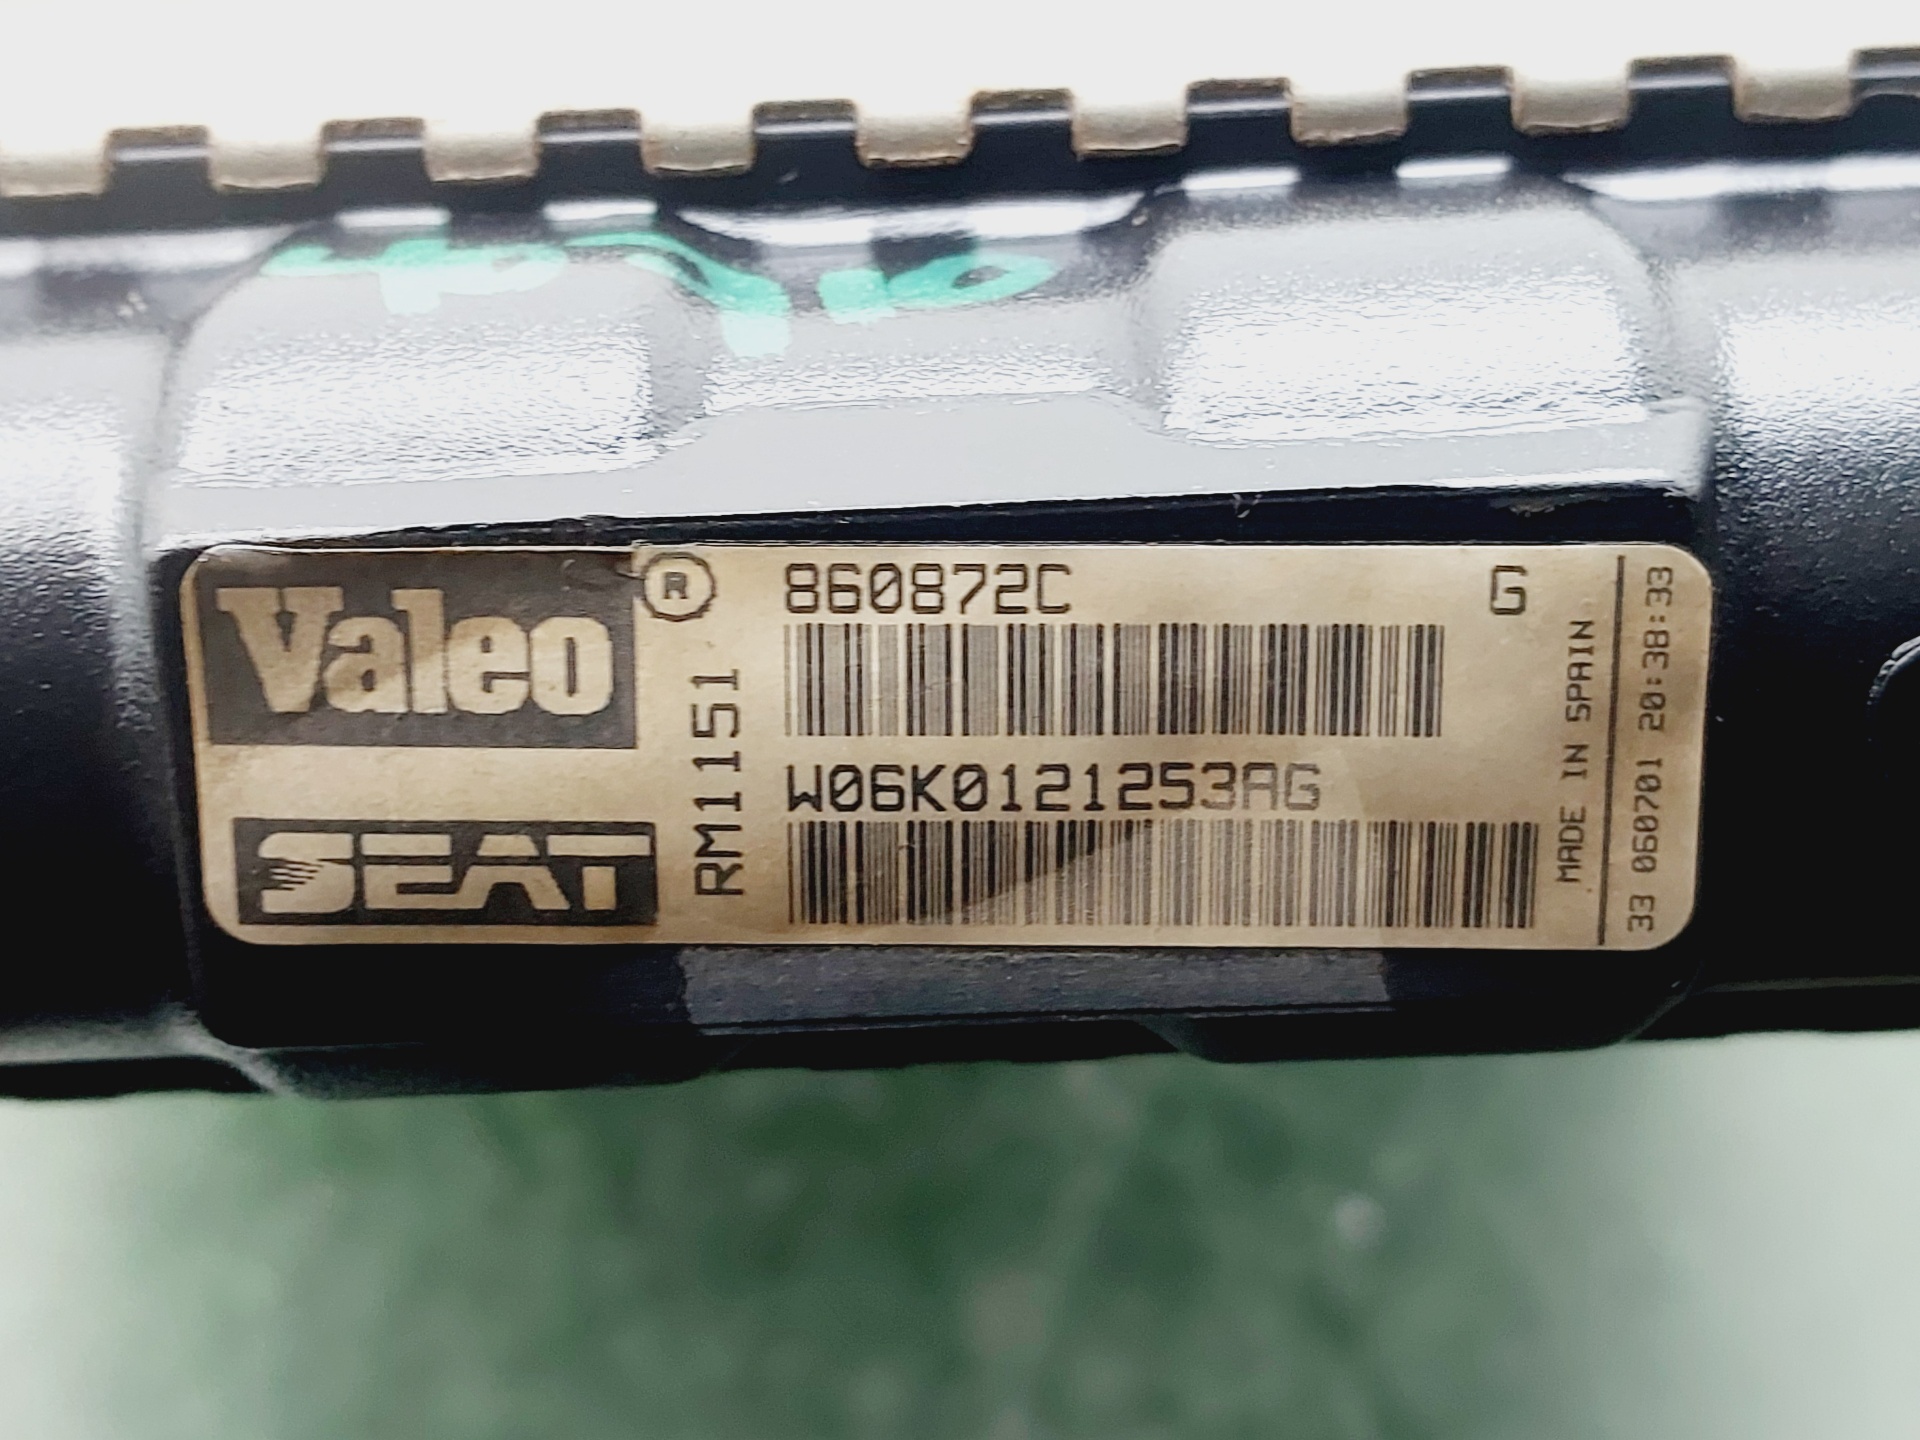 Valeo ®
SEAT
RM1151
860872C G
W06K0121253AG
MADE IN SPAIN
33 060701 20:38:33